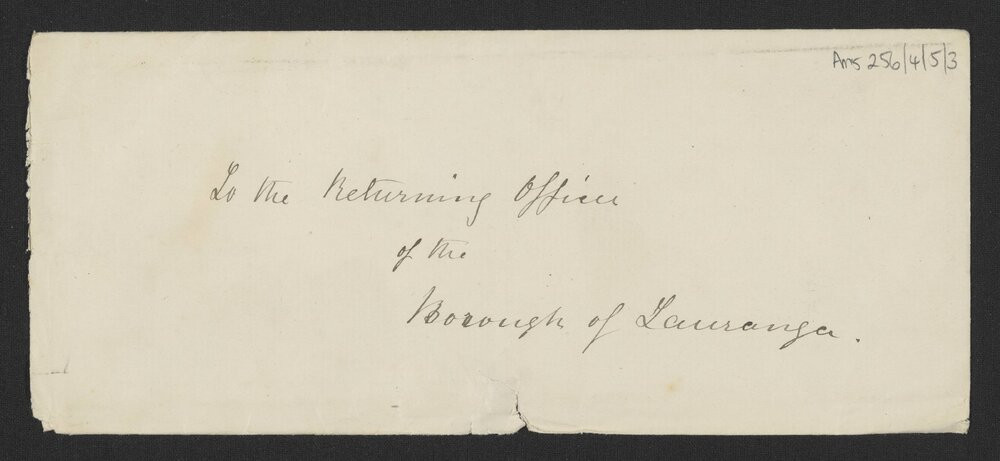 Ams 256/4/5/3
To the Returning Officer
of the
Borough of Tauranga.